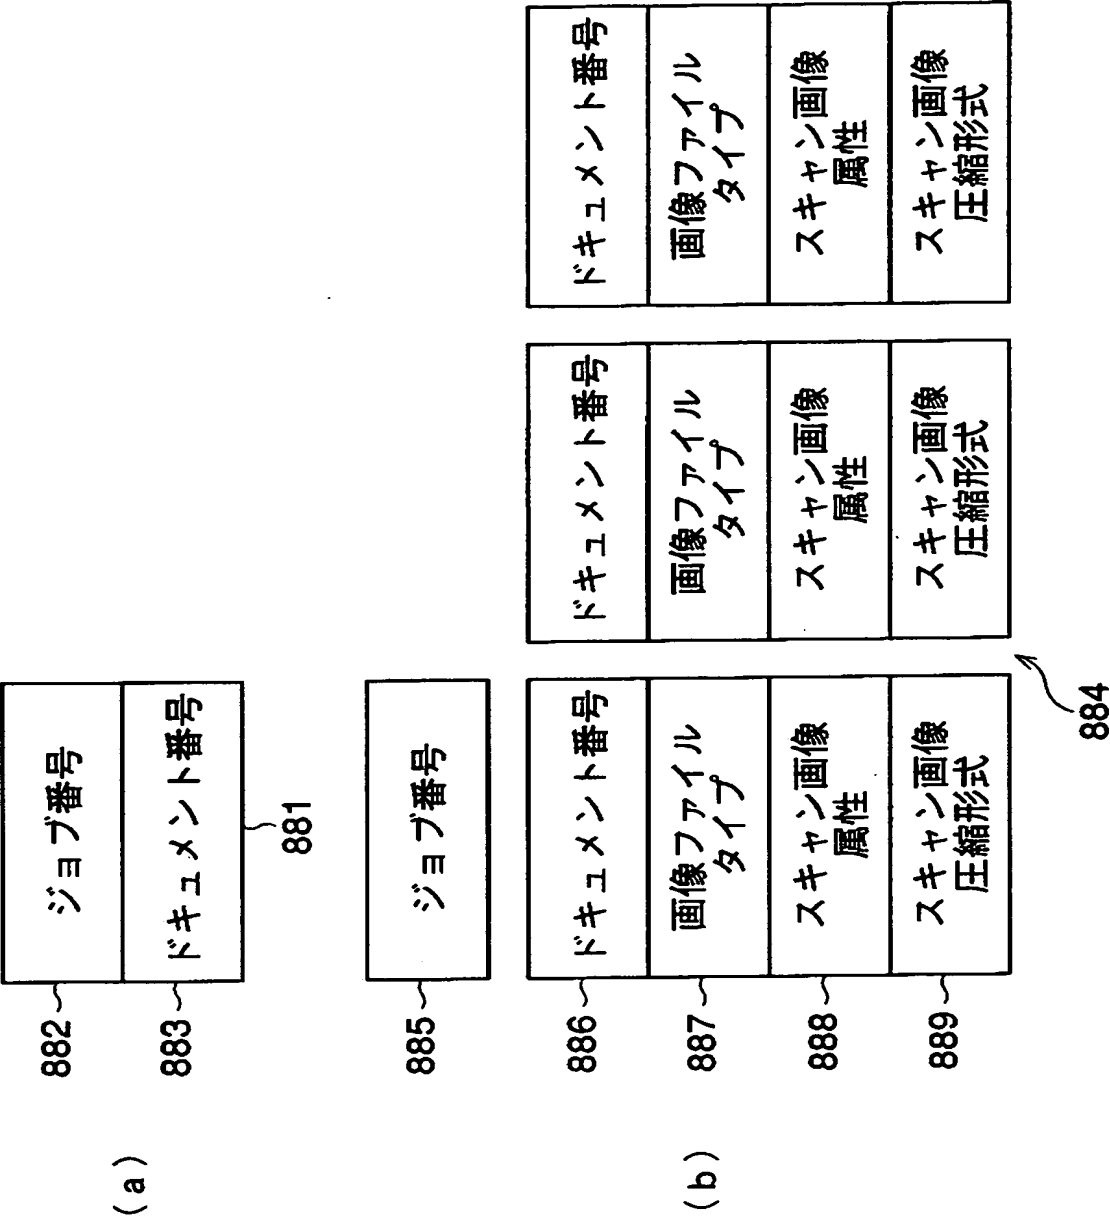 (a)
882
ジョブ番号
883
ドキュメント番号
881
(b)
885
ジョブ番号
886
ドキュメント番号
ドキュメント番号
ドキュメント番号
887
画像ファイル
タイプ
画像ファイル
タイプ
画像ファイル
タイプ
888
スキャン画像
属性
スキャン画像
属性
スキャン画像
属性
889
スキャン画像
圧縮形式
スキャン画像
圧縮形式
スキャン画像
圧縮形式
884